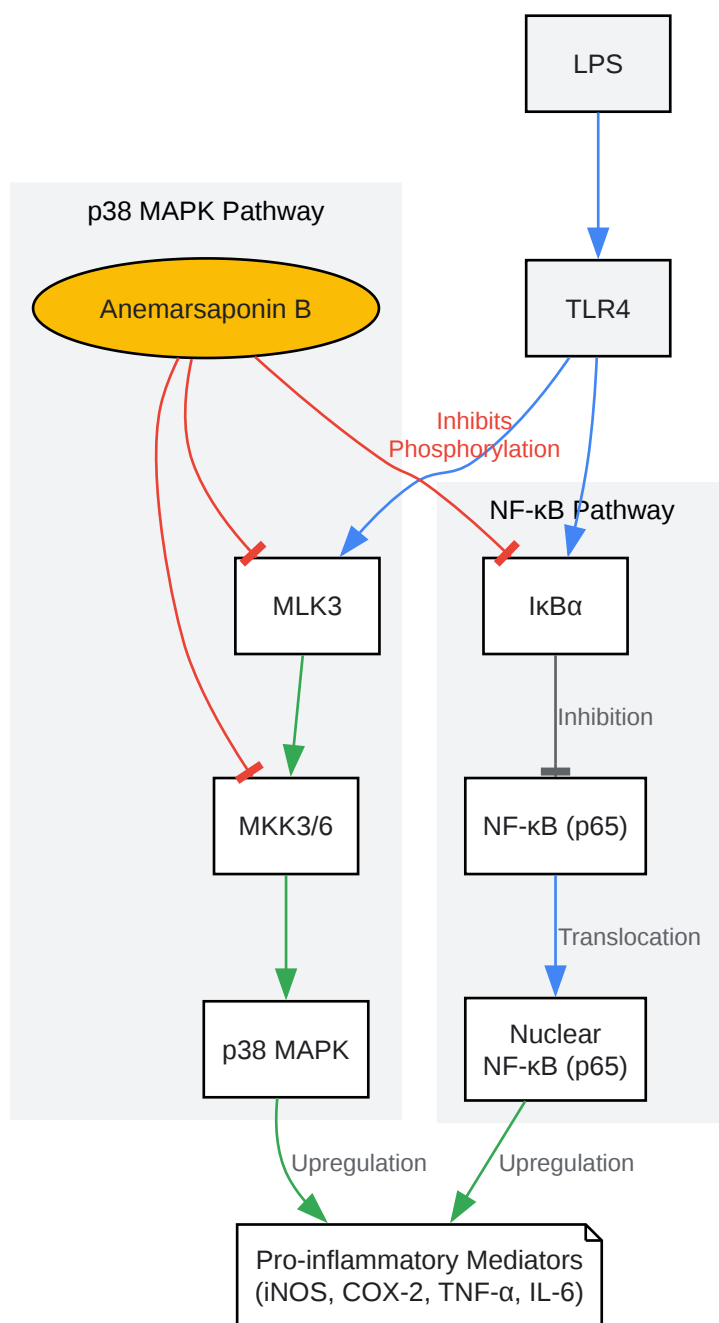 LPS
p38 MAPK Pathway
Anemarsaponin B
TLR4
Inhibits
Phosphorylation
NF-κB Pathway
MLK3
IκBα
Inhibition
MKK3/6
NF-κB (p65)
Translocation
p38 MAPK
Nuclear
NF-κB (p65)
Upregulation
Upregulation
Pro-inflammatory Mediators
(iNOS, COX-2, TNF-α, IL-6)